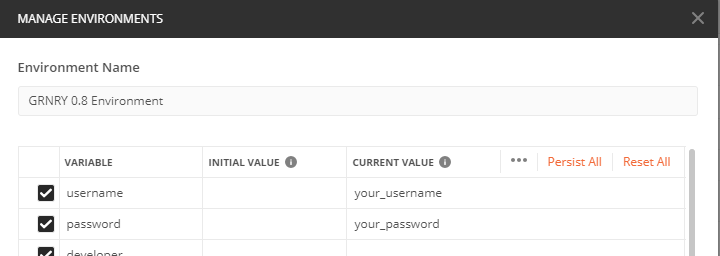 MANAGE ENVIRONMENTS
Environment Name
GRNRY 0.8 Environment
VARIABLE INITIAL VALUE CURRENT VALUE ••• Persist All Reset All
username your_username
password your_password
developer